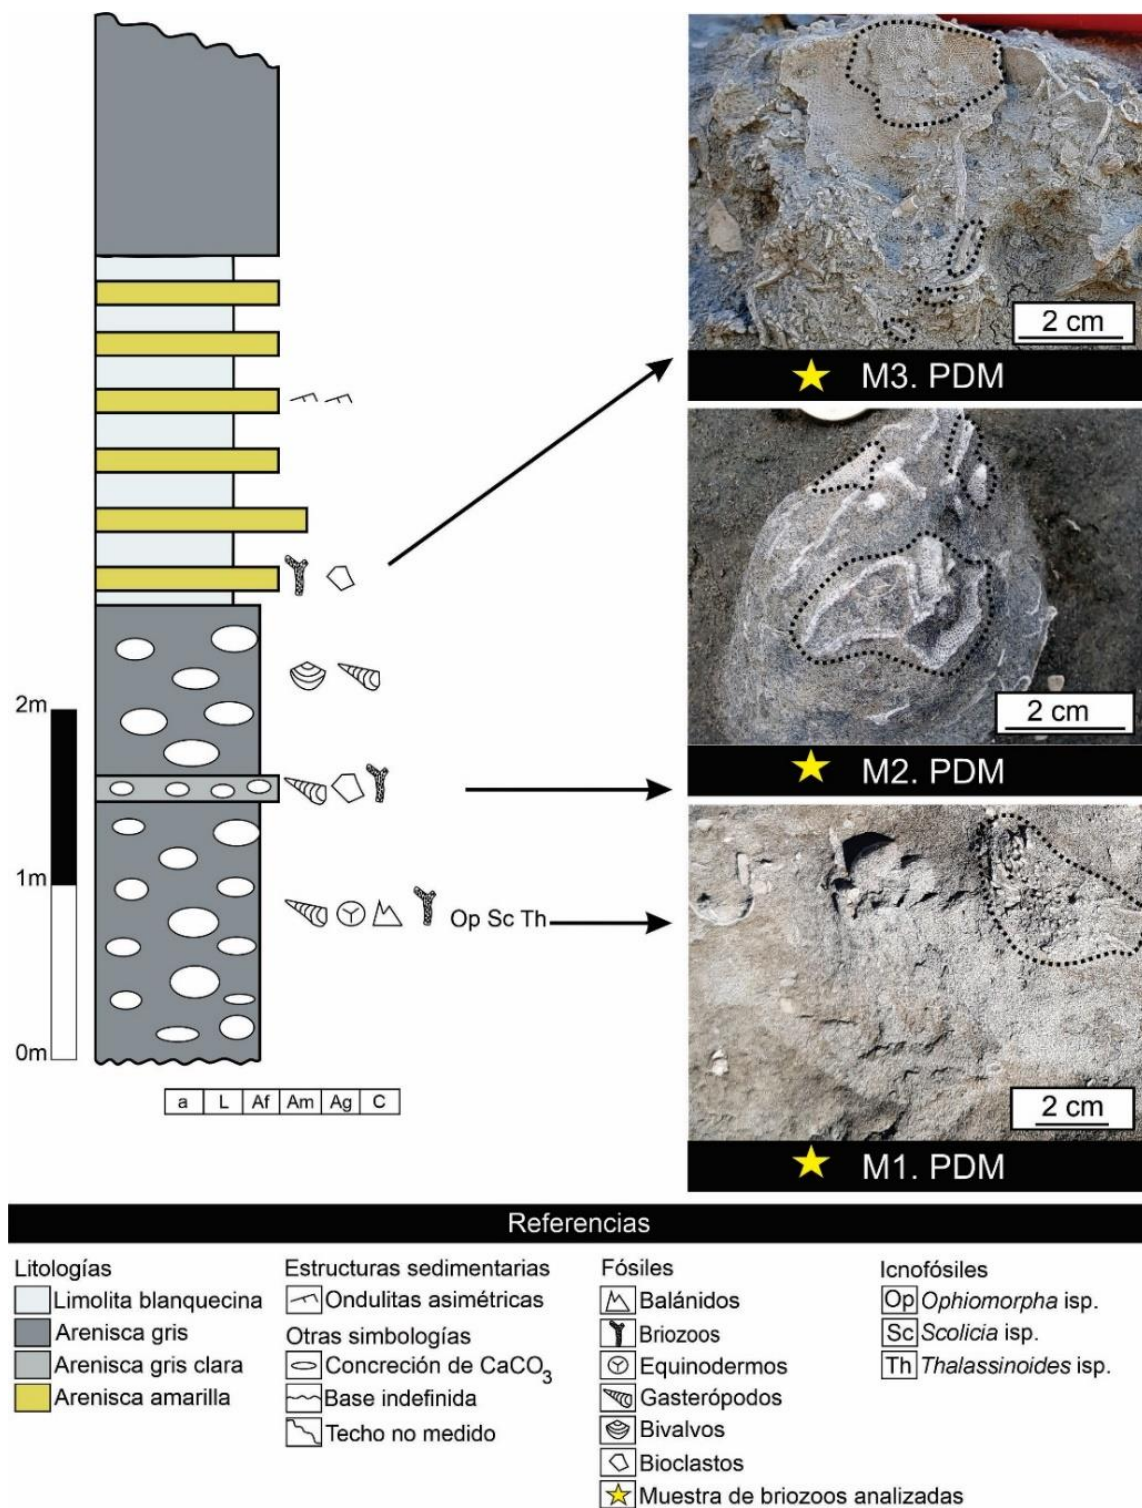 2 cm
M3. PDM
2 cm
M2. PDM
2 cm
M1. PDM
2m
1m
0m
Op Sc Th
a L Af Am Ag C
Referencias
Litologías
Limolita blanquecina
Arenisca gris
Arenisca gris clara
Arenisca amarilla
Estructuras sedimentarias
Ondulitas asimétricas
Otras simbologías
Concreción de CaCO3
Base indefinida
Techo no medido
Fósiles
Balánidos
Briozoos
Equinodermos
Gasterópodos
Bivalvos
Bioclastos
Muestra de briozoos analizadas
Icnofósiles
Op Ophiomorpha isp.
Sc Scolicia isp.
Th Thalassinoides isp.